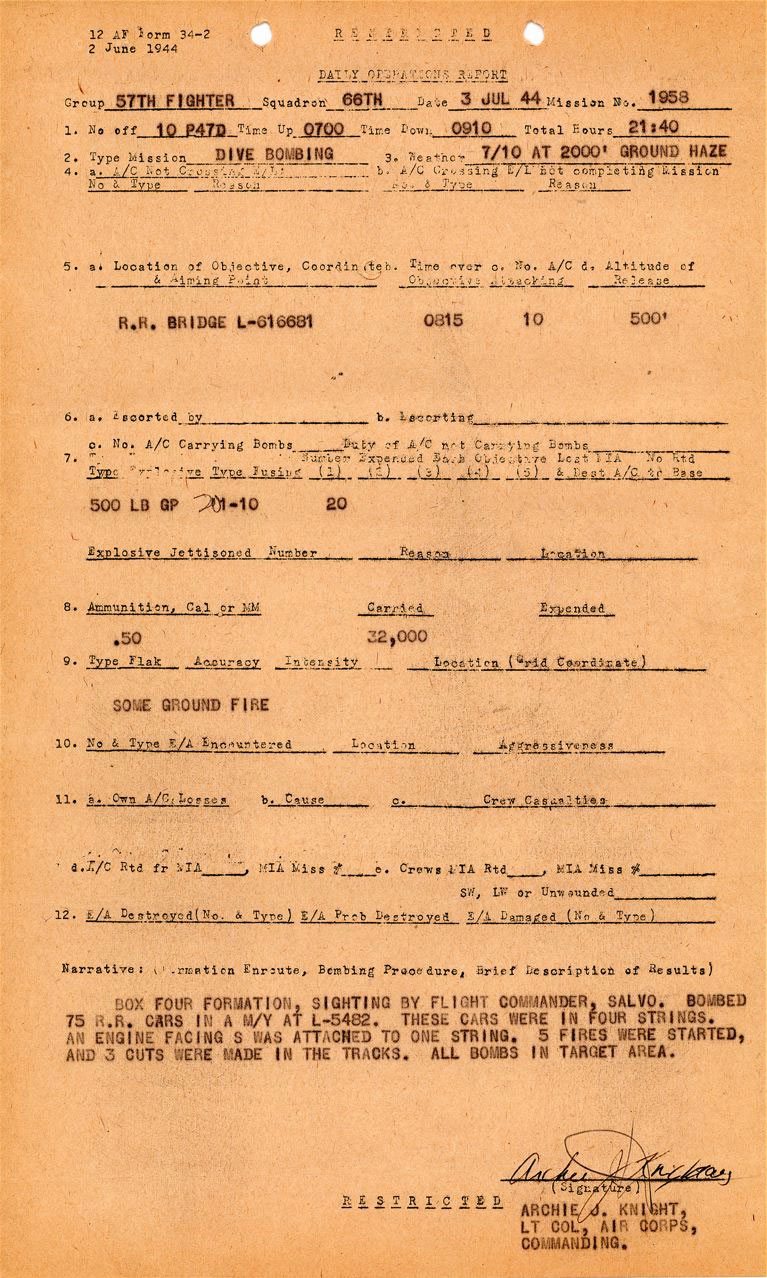 12 AF Form 34-2
2 June 1944
RESTRICTED
DAILY OPERATIONS REPORT
Group 57TH FIGHTER Squadron 66TH Date 3 JUL 44 Mission No. 1958
1. No off 10 P47D Time Up 0700 Time Down 0910 Total Hours 21:40
2. Type Mission DIVE BOMBING 3. Weather 7/10 AT 2000' GROUND HAZE
4. a. A/C Not Crossing E/L: b. A/C Crossing E/L not completing Mission
No & Type Reason No. & Type Reason
5. a. Location of Objective, Coordinate b. Time over c. No. A/C d. Altitude of
& Aiming Point Objective Attacking Release
R.R. BRIDGE L-616681 0815 10 500'
6. a. Escorted by b. Escorting
c. No. A/C Carrying Bombs Duty of A/C not Carrying Bombs
7. Number Expended Each Objective Lost MIA No Rtd
Type Explosive Type Fusing (1) (2) (3) (4) (5) & Dest A/C to Base
500 LB GP 01-10 20
Explosive Jettisoned Number Reason Location
8. Ammunition, Cal or MM Carried Expended
.50 32,000
9. Type Flak Accuracy Intensity Location (Grid Coordinate)
SOME GROUND FIRE
10. No & Type E/A Encountered Location Aggressiveness
11. a. Own A/C Losses b. Cause c. Crew Casualties
d. A/C Rtd fr MIA , MIA Miss # e. Crews MIA Rtd , MIA Miss #
SW, LW or Unwounded
12. E/A Destroyed(No. & Type) E/A Prob Destroyed E/A Damaged (No & Type)
Narrative: (Formation Enroute, Bombing Procedure, Brief Description of Results)
BOX FOUR FORMATION, SIGHTING BY FLIGHT COMMANDER, SALVO. BOMBED
75 R.R. CARS IN A M/Y AT L-5482. THESE CARS WERE IN FOUR STRINGS.
AN ENGINE FACING S WAS ATTACHED TO ONE STRING. 5 FIRES WERE STARTED,
AND 3 CUTS WERE MADE IN THE TRACKS. ALL BOMBS IN TARGET AREA.
Archie J Knight
(Signature)
RESTRICTED
ARCHIE J. KNIGHT,
LT COL, AIR CORPS,
COMMANDING.